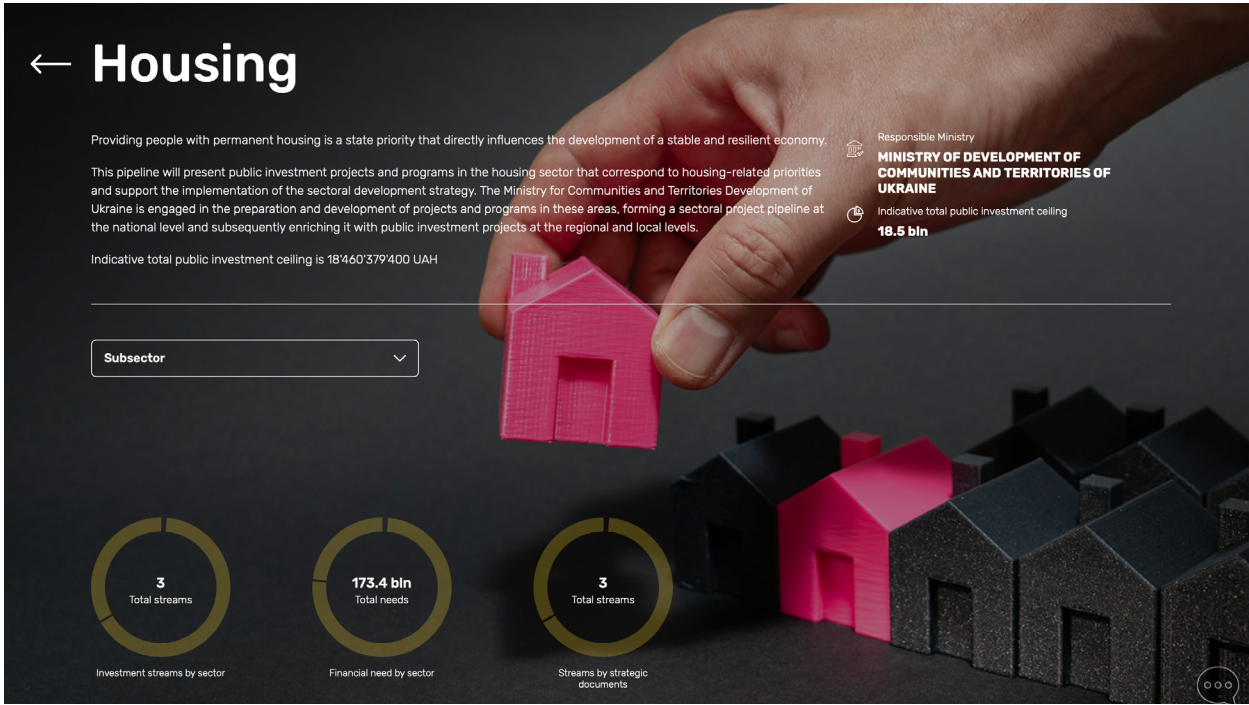 Housing
Providing people with permanent housing is a state priority that directly influences the development of a stable and resilient economy.
This pipeline will present public investment projects and programs in the housing sector that correspond to housing-related priorities
and support the implementation of the sectoral development strategy. The Ministry for Communities and Territories Development of
Ukraine is engaged in the preparation and development of projects and programs in these areas, forming a sectoral project pipeline at
the national level and subsequently enriching it with public investment projects at the regional and local levels.
Indicative total public investment ceiling is 18'460'379'400 UAH
Responsible Ministry
MINISTRY OF DEVELOPMENT OF
COMMUNITIES AND TERRITORIES OF
UKRAINE
Indicative total public investment ceiling
18.5 bln
Subsector
3
Total streams
Investment streams by sector
173.4 bln
Total needs
Financial need by sector
3
Total streams
Streams by strategic
documents